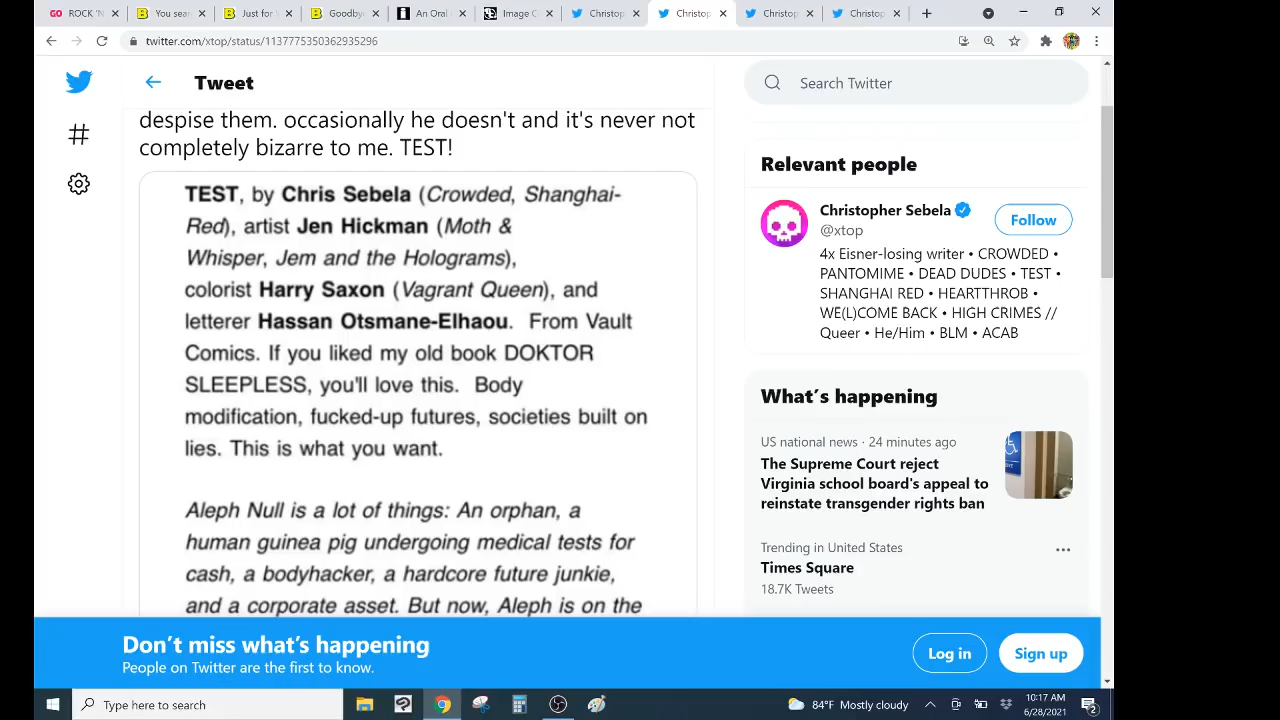 ROCK 'N
You sear
Just for
Goodbye
An Oral
Image C
Christop
Christop
Christop
Christop
twitter.com/xtop/status/1137775350362935296
Tweet
Search Twitter
despise them. occasionally he doesn't and it's never not
completely bizarre to me. TEST!
TEST, by Chris Sebela (Crowded, Shanghai-
Red), artist Jen Hickman (Moth &
Whisper, Jem and the Holograms),
colorist Harry Saxon (Vagrant Queen), and
letterer Hassan Otsmane-Elhaou.  From Vault
Comics. If you liked my old book DOKTOR
SLEEPLESS, you'll love this.  Body
modification, fucked-up futures, societies built on
lies. This is what you want.
Aleph Null is a lot of things: An orphan, a
human guinea pig undergoing medical tests for
cash, a bodyhacker, a hardcore future junkie,
and a corporate asset. But now, Aleph is on the
Relevant people
Christopher Sebela
@xtop
Follow
4x Eisner-losing writer • CROWDED •
PANTOMIME • DEAD DUDES • TEST •
SHANGHAI RED • HEARTTHROB •
WE(L)COME BACK • HIGH CRIMES //
Queer • He/Him • BLM • ACAB
What's happening
US national news · 24 minutes ago
The Supreme Court reject
Virginia school board's appeal to
reinstate transgender rights ban
Trending in United States
Times Square
18.7K Tweets
Don't miss what's happening
People on Twitter are the first to know.
Log in
Sign up
Type here to search
84°F Mostly cloudy
10:17 AM
6/28/2021
2